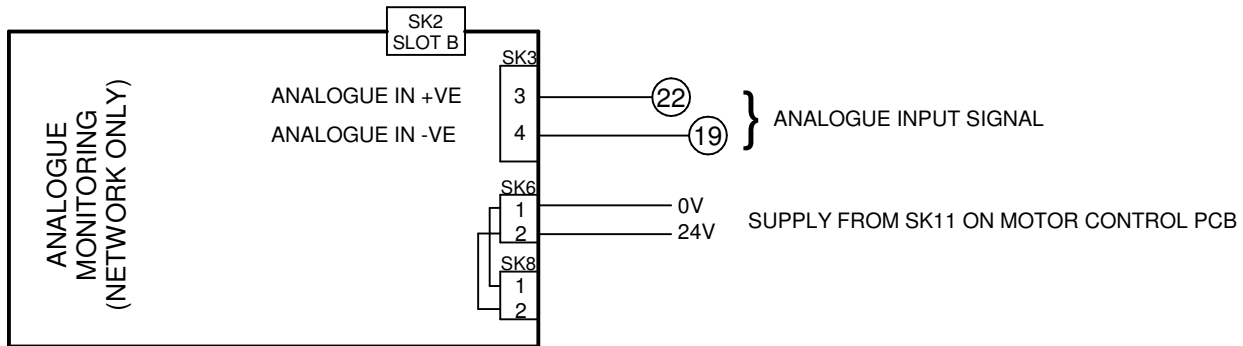 SK2
SLOT B
ANALOGUE
MONITORING
(NETWORK ONLY)
SK3
ANALOGUE IN +VE 3 22
ANALOGUE IN -VE 4 19
} ANALOGUE INPUT SIGNAL
SK6
1 0V
2 24V
SUPPLY FROM SK11 ON MOTOR CONTROL PCB
SK8
1
2